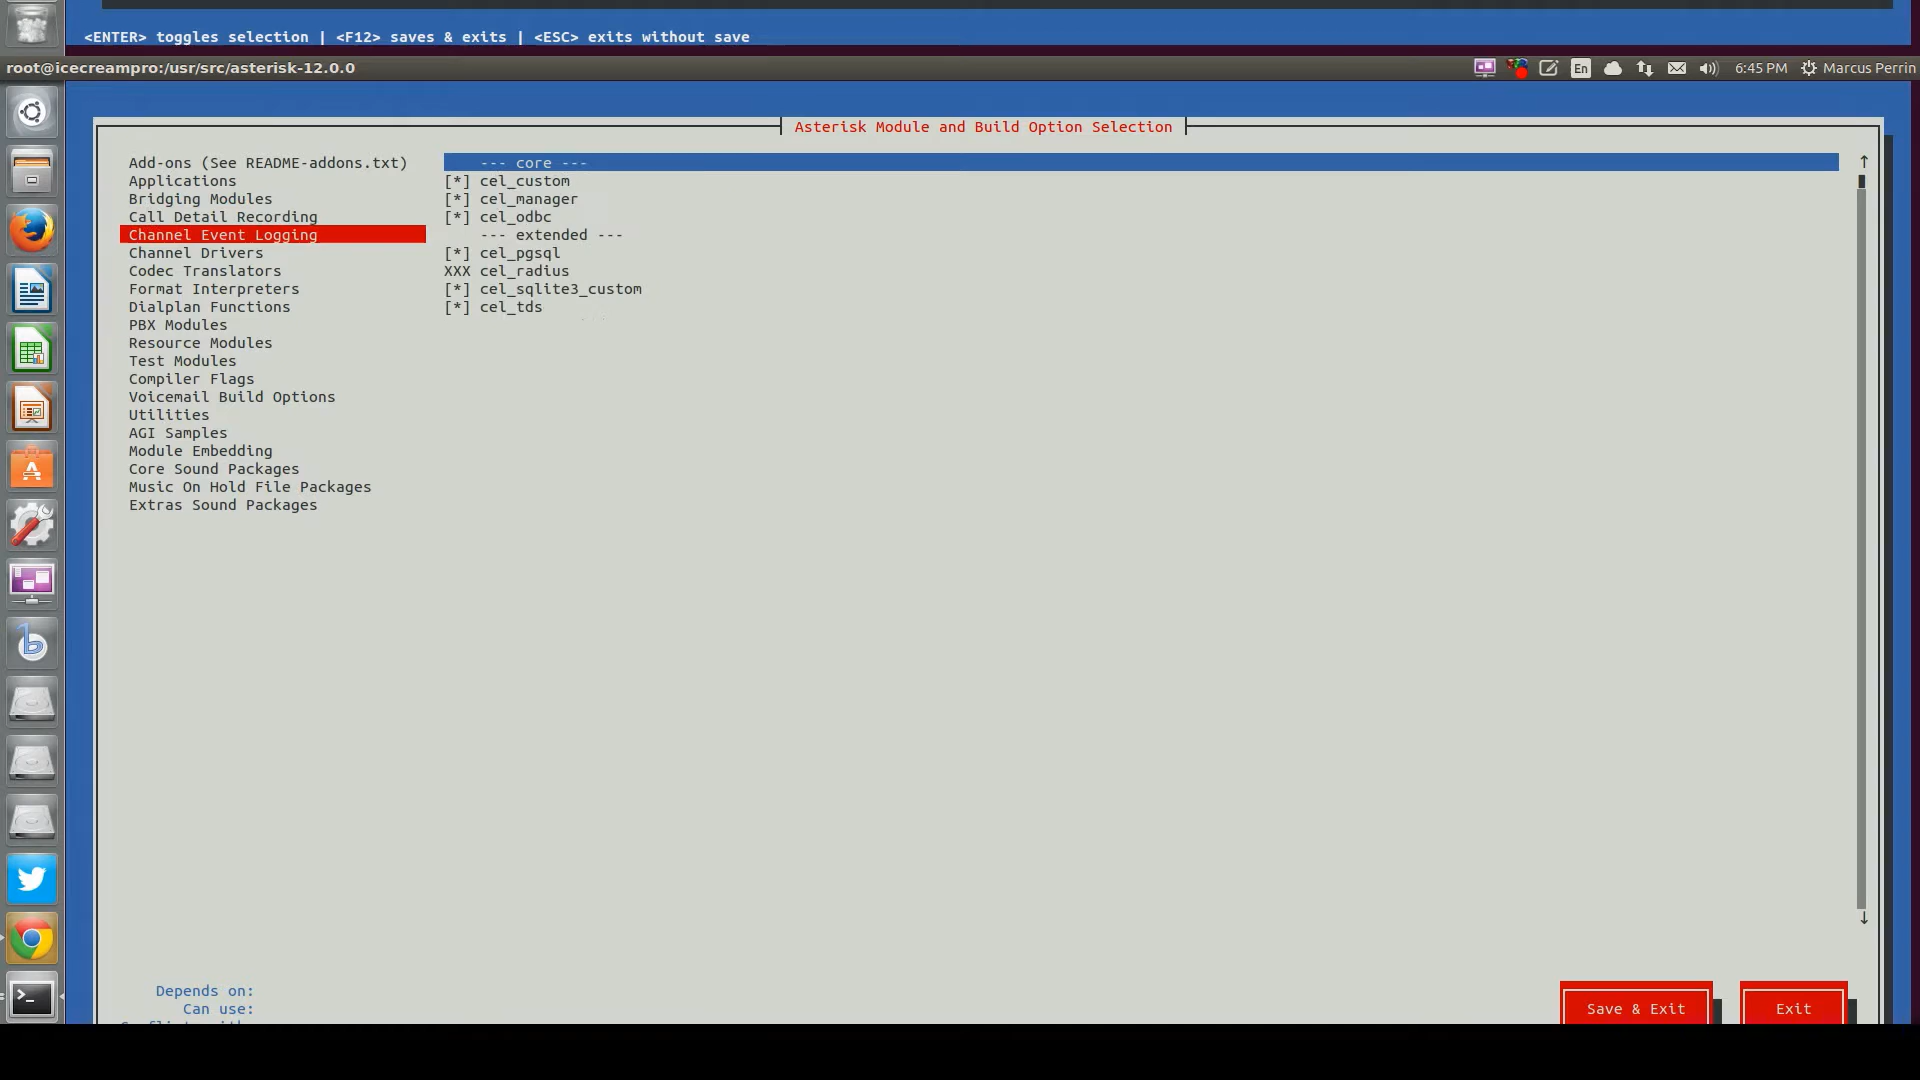 <ENTER> toggles selection | <F12> saves & exits | <ESC> exits without save
root@icecreampro:/usr/src/asterisk-12.0.0
En
6:45 PM
Marcus Perrin
Asterisk Module and Build Option Selection
Add-ons (See README-addons.txt) --- core ---
Applications [*] cel_custom
Bridging Modules [*] cel_manager
Call Detail Recording [*] cel_odbc
Channel Event Logging --- extended ---
Channel Drivers [*] cel_pgsql
Codec Translators XXX cel_radius
Format Interpreters [*] cel_sqlite3_custom
Dialplan Functions [*] cel_tds
PBX Modules
Resource Modules
Test Modules
Compiler Flags
Voicemail Build Options
Utilities
AGI Samples
Module Embedding
Core Sound Packages
Music On Hold File Packages
Extras Sound Packages
Depends on:
Can use:
Save & Exit
Exit